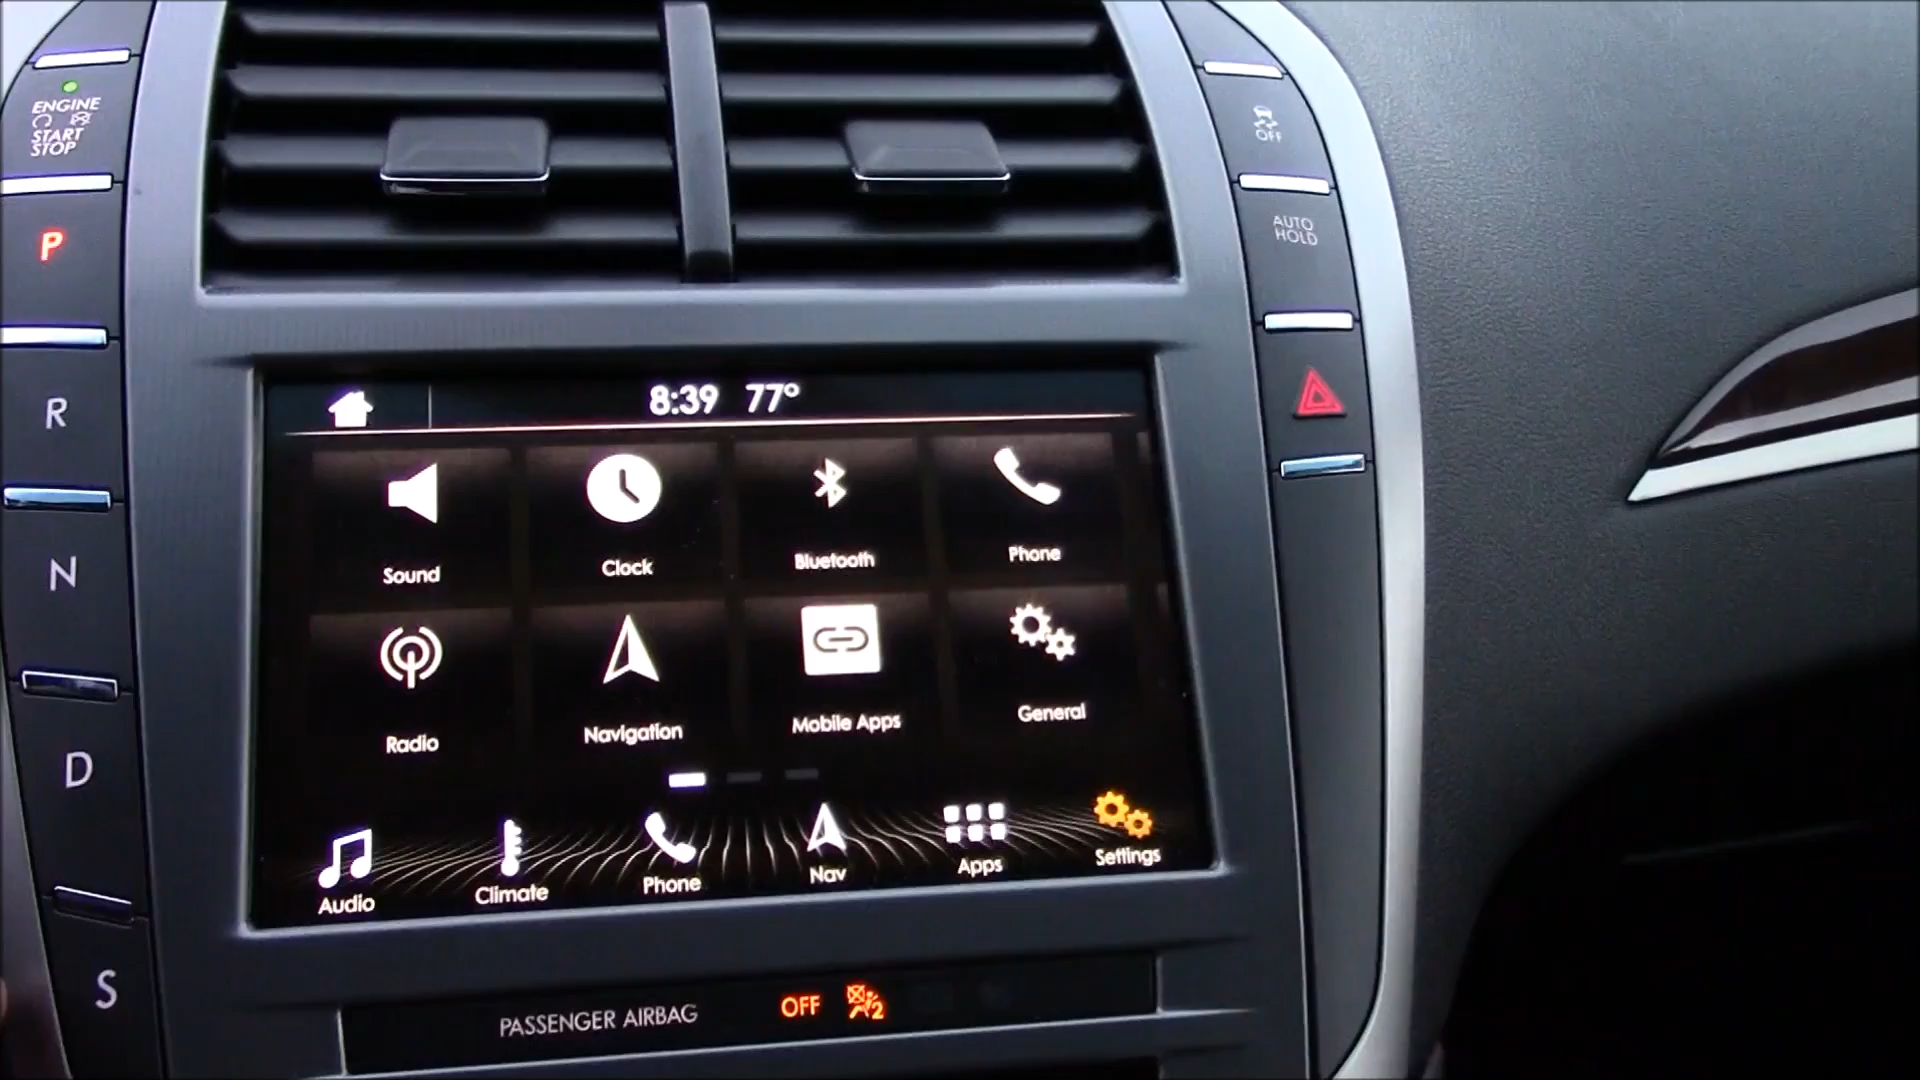 ENGINE
START
STOP
P
R
N
D
S
8:39 77°
Sound
Clock
Bluetooth
Phone
Radio
Navigation
Mobile Apps
General
Audio
Climate
Phone
Nav
Apps
Settings
PASSENGER AIRBAG OFF 2
OFF
AUTO
HOLD